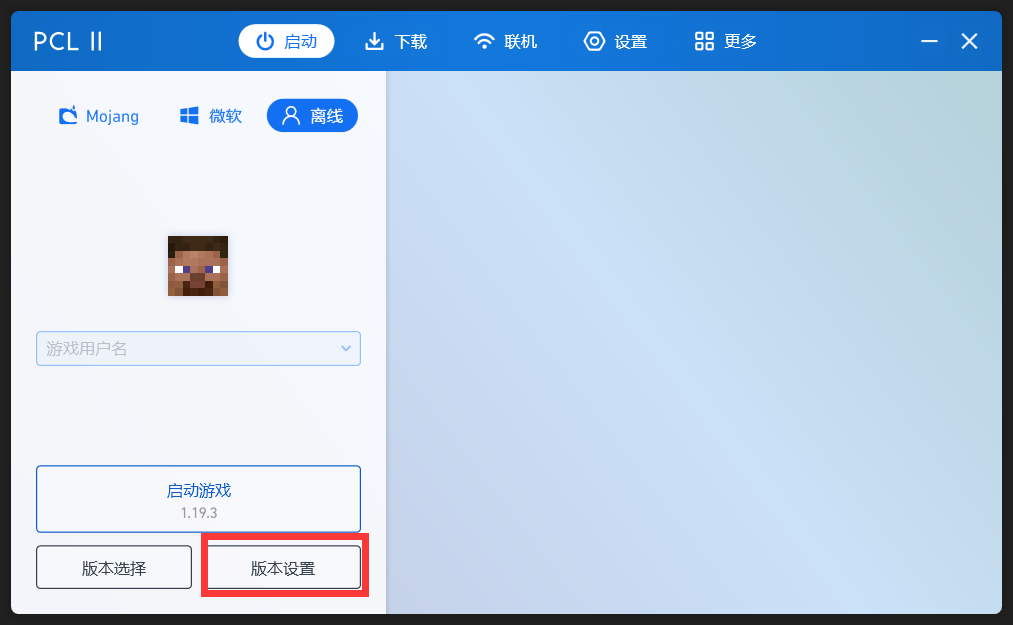 PCL II
启动
下载
联机
设置
更多
Mojang
微软
离线
游戏用户名
启动游戏
1.19.3
版本选择
版本设置